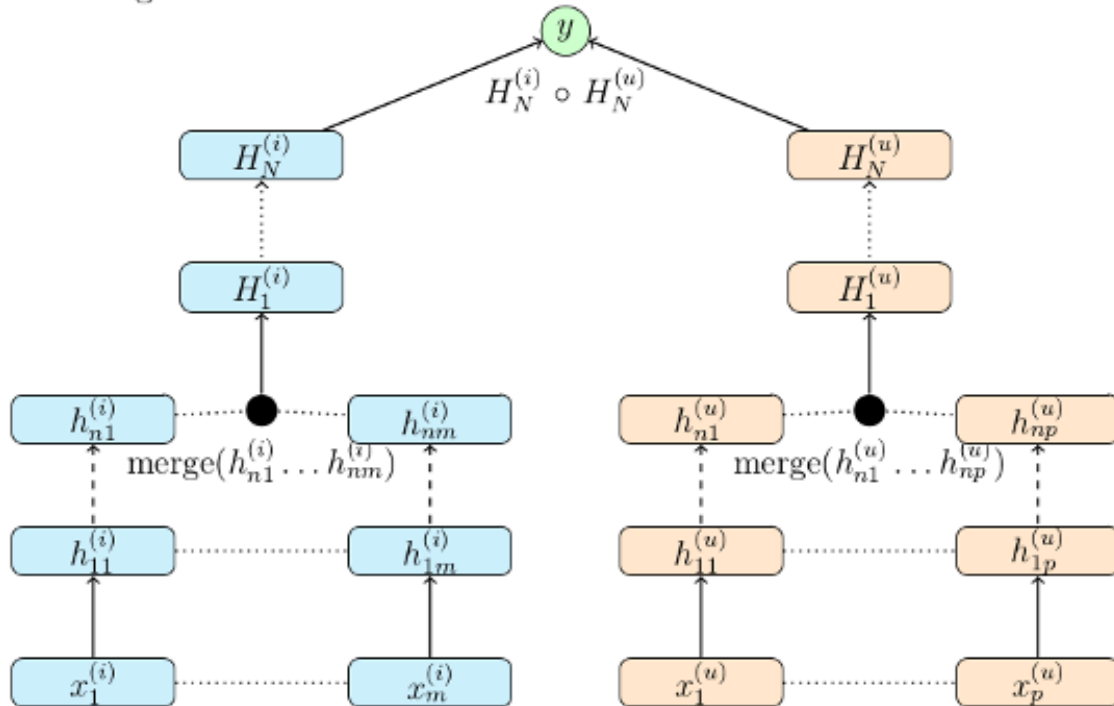 y
H_N^{(i)} ∘ H_N^{(u)}
H_N^{(i)} H_N^{(u)}
H_1^{(i)} H_1^{(u)}
h_{n1}^{(i)} h_{nm}^{(i)} h_{n1}^{(u)} h_{np}^{(u)}
merge(h_{n1}^{(i)} … h_{nm}^{(i)}) merge(h_{n1}^{(u)} … h_{np}^{(u)})
h_{11}^{(i)} h_{1m}^{(i)} h_{11}^{(u)} h_{1p}^{(u)}
x_1^{(i)} x_m^{(i)} x_1^{(u)} x_p^{(u)}